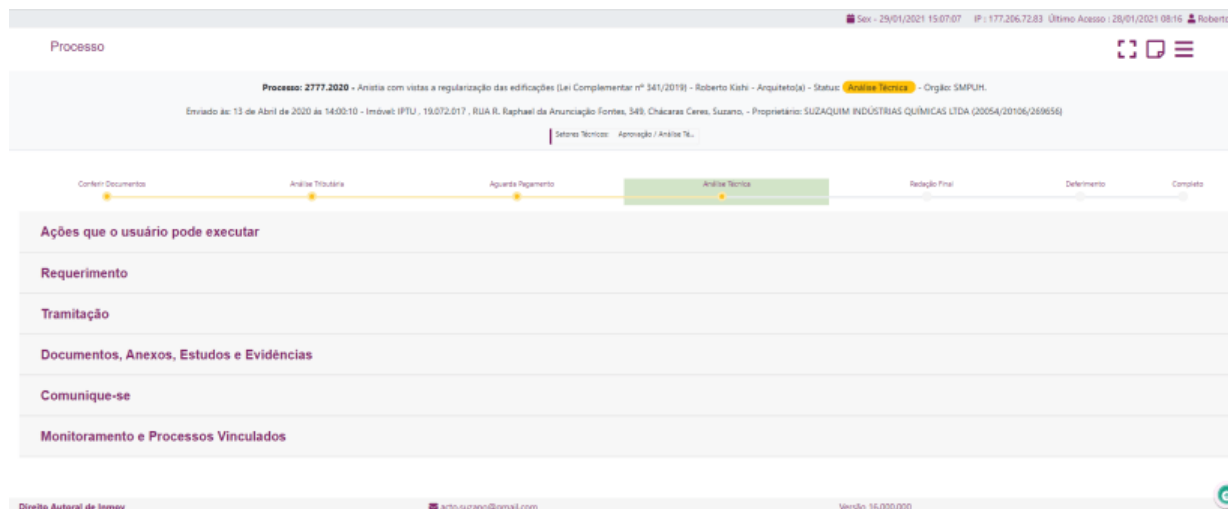 Sex - 29/01/2021 15:07:07 IP : 177.206.72.83 Último Acesso : 28/01/2021 08:16 Roberto
Processo
Processo: 2777.2020 - Anistia com vistas a regularização das edificações (Lei Complementar nº 341/2019) - Roberto Kishi - Arquiteto(a) - Status: Análise Técnica - Orgão: SMPUH.
Enviado às: 13 de Abril de 2020 às 14:00:10 - Imóvel: IPTU , 19.072.017 , RUA R. Raphael da Anunciação Fontes, 349, Chácaras Ceres, Suzano, - Proprietário: SUZAQUIM INDÚSTRIAS QUÍMICAS LTDA (20054/20106/269656)
Setores Técnicos: Aprovação / Análise Té...
Conferir Documentos Análise Tributária Aguarda Pagamento Análise Técnica Redação Final Deferimento Completo
Ações que o usuário pode executar
Requerimento
Tramitação
Documentos, Anexos, Estudos e Evidências
Comunique-se
Monitoramento e Processos Vinculados
Direito Autoral de Inmov acto.suzano@gmail.com Versão 16.000.000